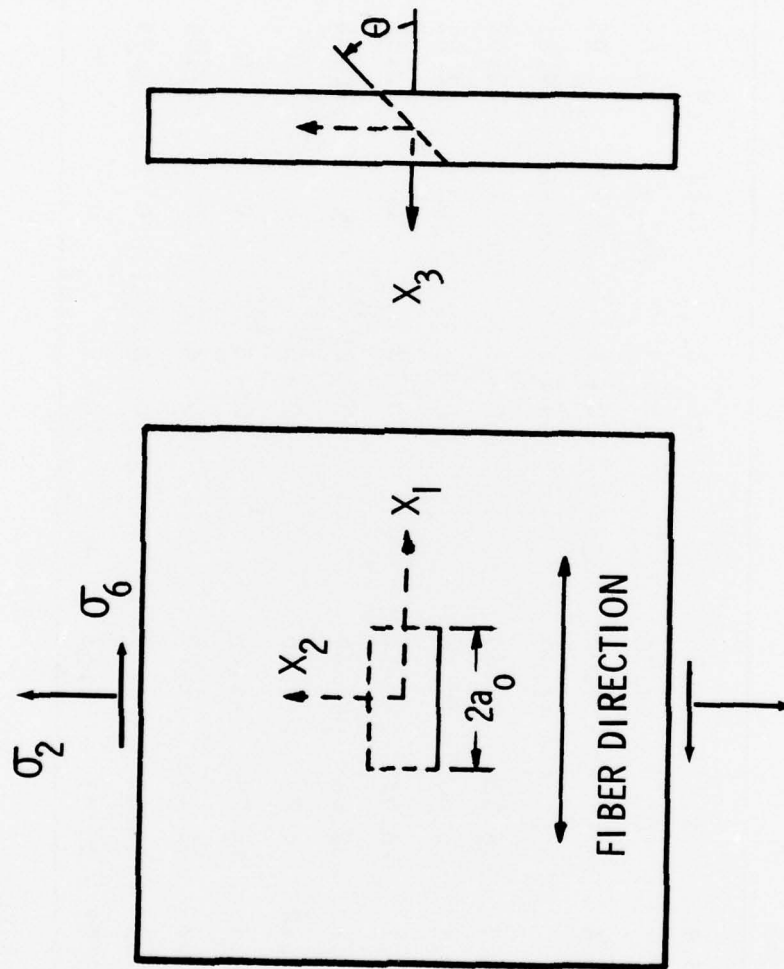 θ
X₃
σ₂
σ₆
X₂
X₁
2a₀
FIBER DIRECTION